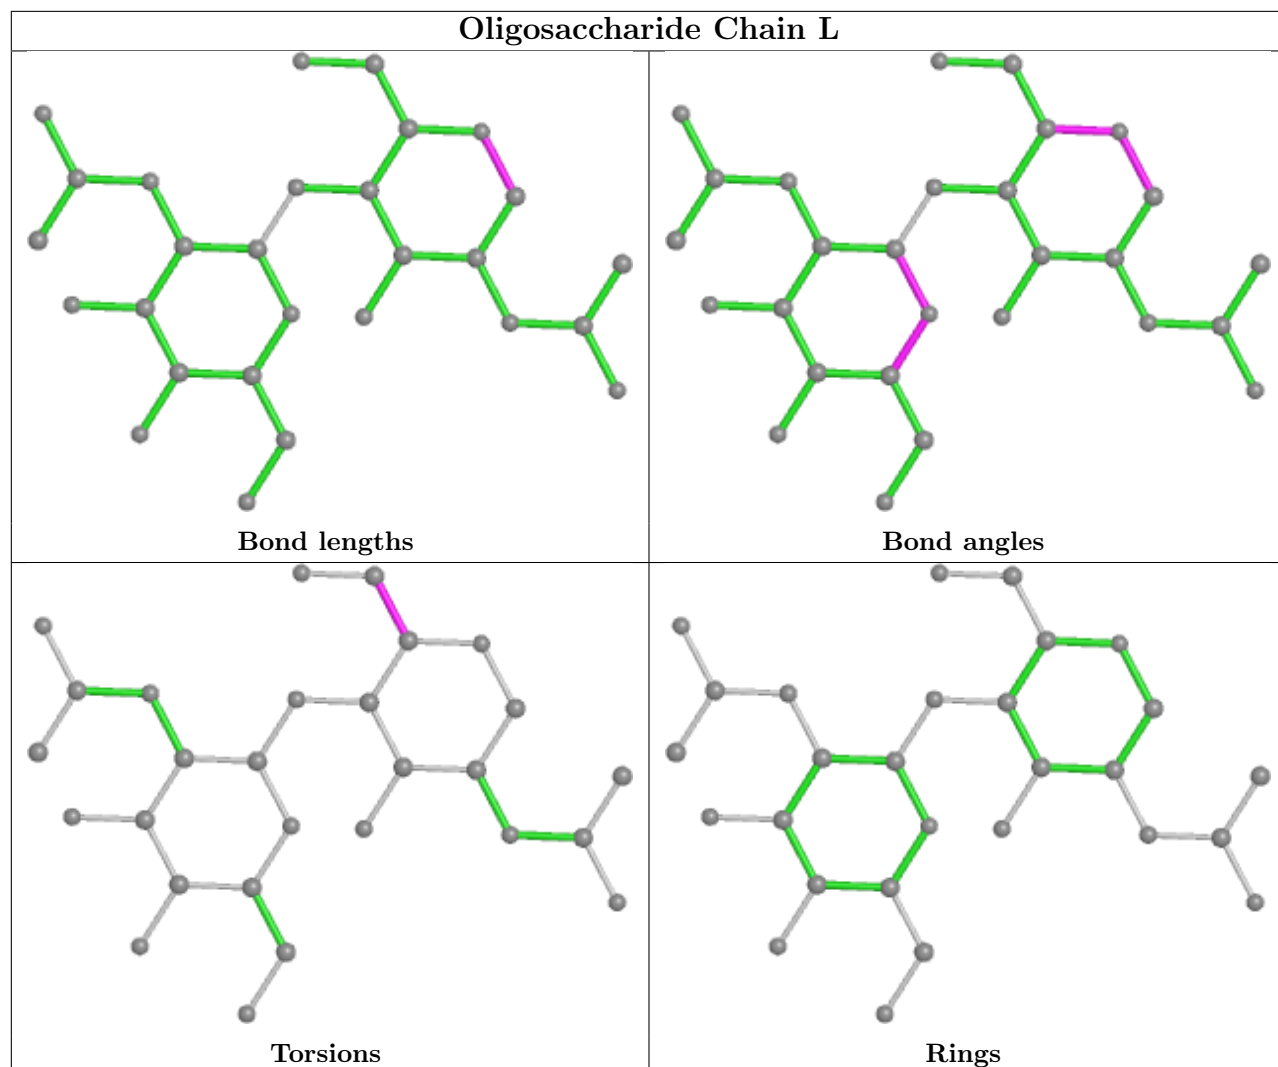 Oligosaccharide Chain L
Bond lengths
Bond angles
Torsions
Rings